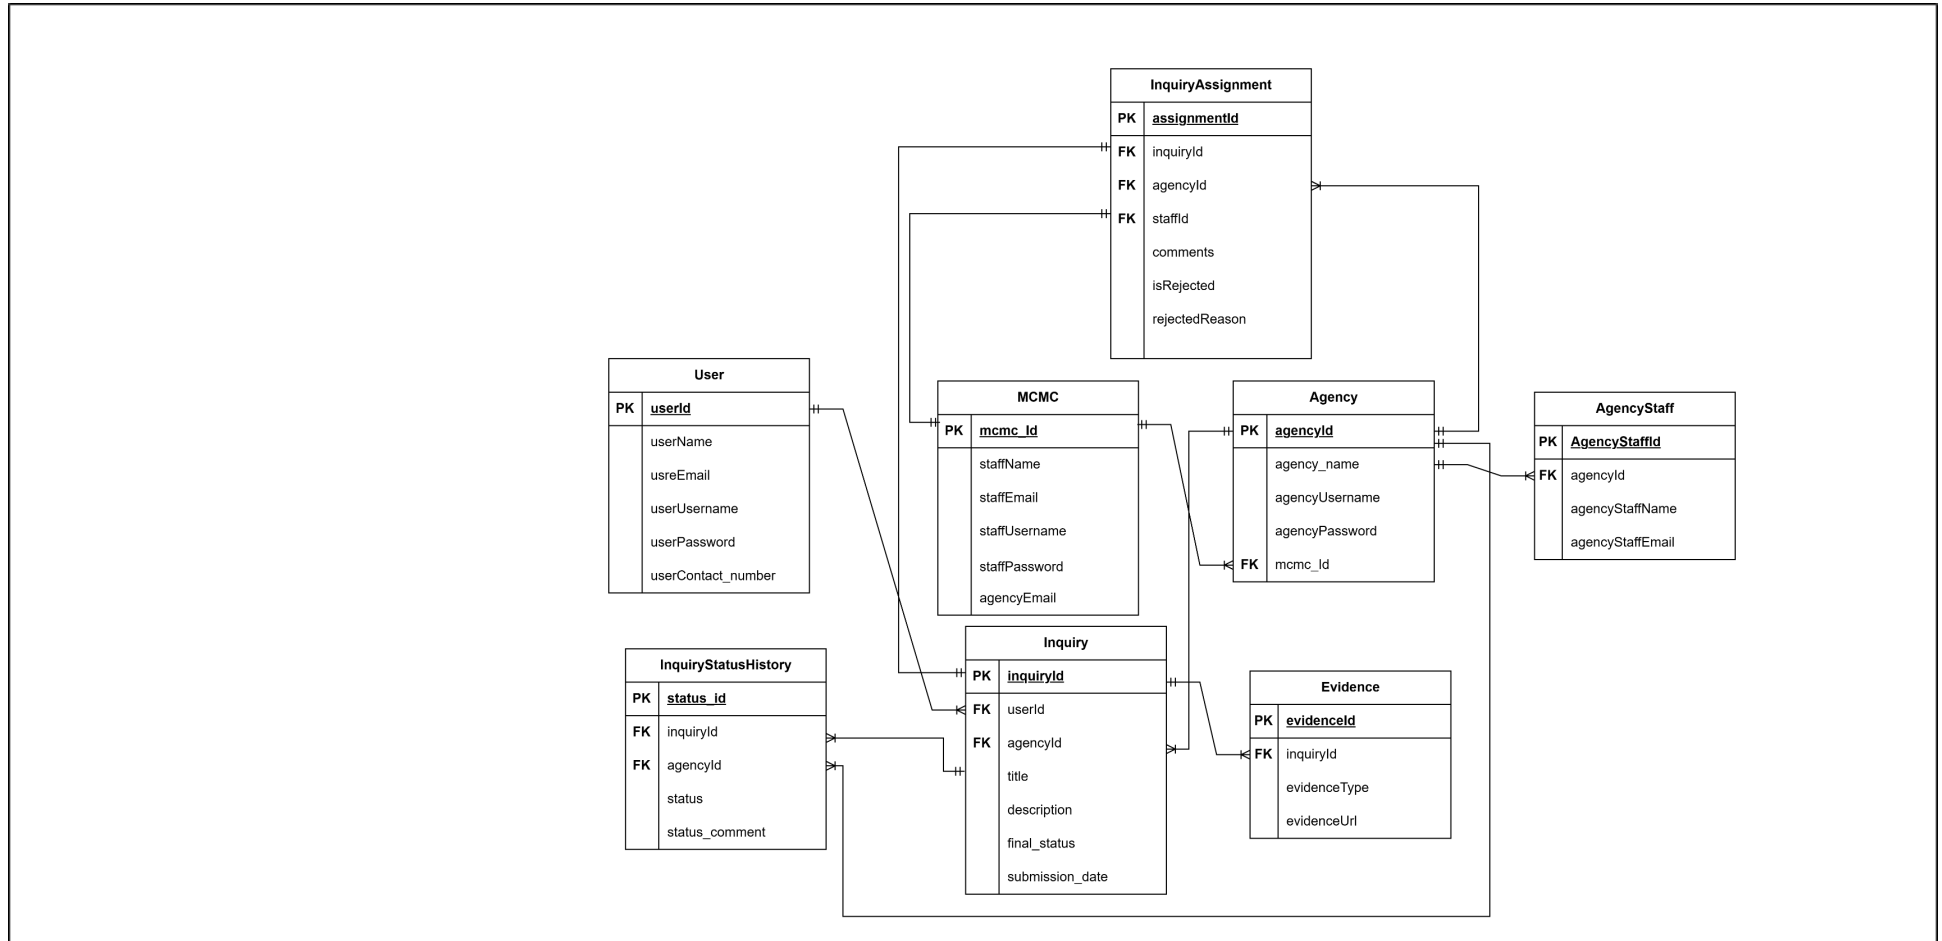 InquiryAssignment
PK assignmentId
FK inquiryId
FK agencyId
FK staffId
comments
isRejected
rejectedReason
User
PK userId
userName
usreEmail
userUsername
userPassword
userContact_number
MCMC
PK mcmc_Id
staffName
staffEmail
staffUsername
staffPassword
agencyEmail
Agency
PK agencyId
agency_name
agencyUsername
agencyPassword
FK mcmc_Id
AgencyStaff
PK AgencyStaffId
FK agencyId
agencyStaffName
agencyStaffEmail
InquiryStatusHistory
PK status_id
FK inquiryId
FK agencyId
status
status_comment
Inquiry
PK inquiryId
FK userId
FK agencyId
title
description
final_status
submission_date
Evidence
PK evidenceId
FK inquiryId
evidenceType
evidenceUrl